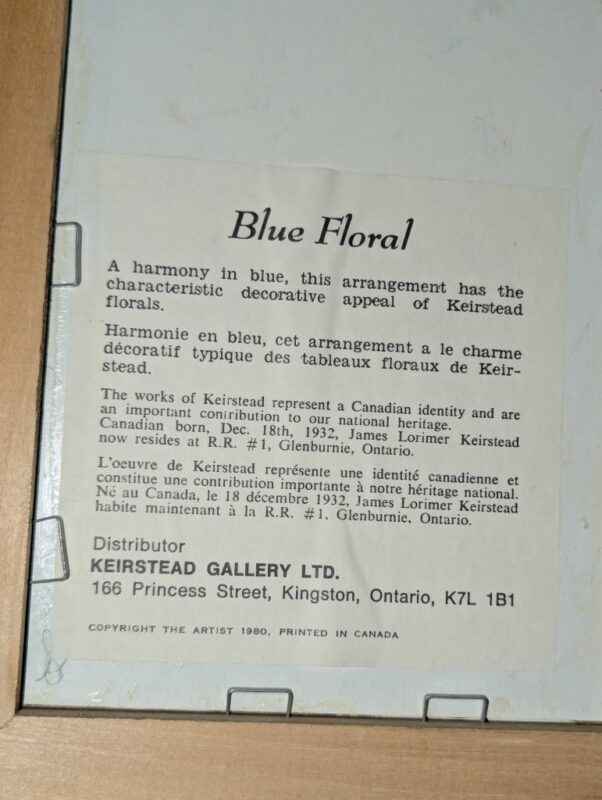 Blue Floral
A harmony in blue, this arrangement has the
characteristic decorative appeal of Keirstead
florals.
Harmonie en bleu, cet arrangement a le charme
décoratif typique des tableaux floraux de Keir-
stead.
The works of Keirstead represent a Canadian identity and are
an important contribution to our national heritage.
Canadian born, Dec. 18th, 1932, James Lorimer Keirstead
now resides at R.R. #1, Glenburnie, Ontario.
L'oeuvre de Keirstead représente une identité canadienne et
constitue une contribution importante à notre héritage national.
Né au Canada, le 18 décembre 1932, James Lorimer Keirstead
habite maintenant à la R.R. #1, Glenburnie, Ontario.
Distributor
KEIRSTEAD GALLERY LTD.
166 Princess Street, Kingston, Ontario, K7L 1B1
COPYRIGHT THE ARTIST 1980, PRINTED IN CANADA